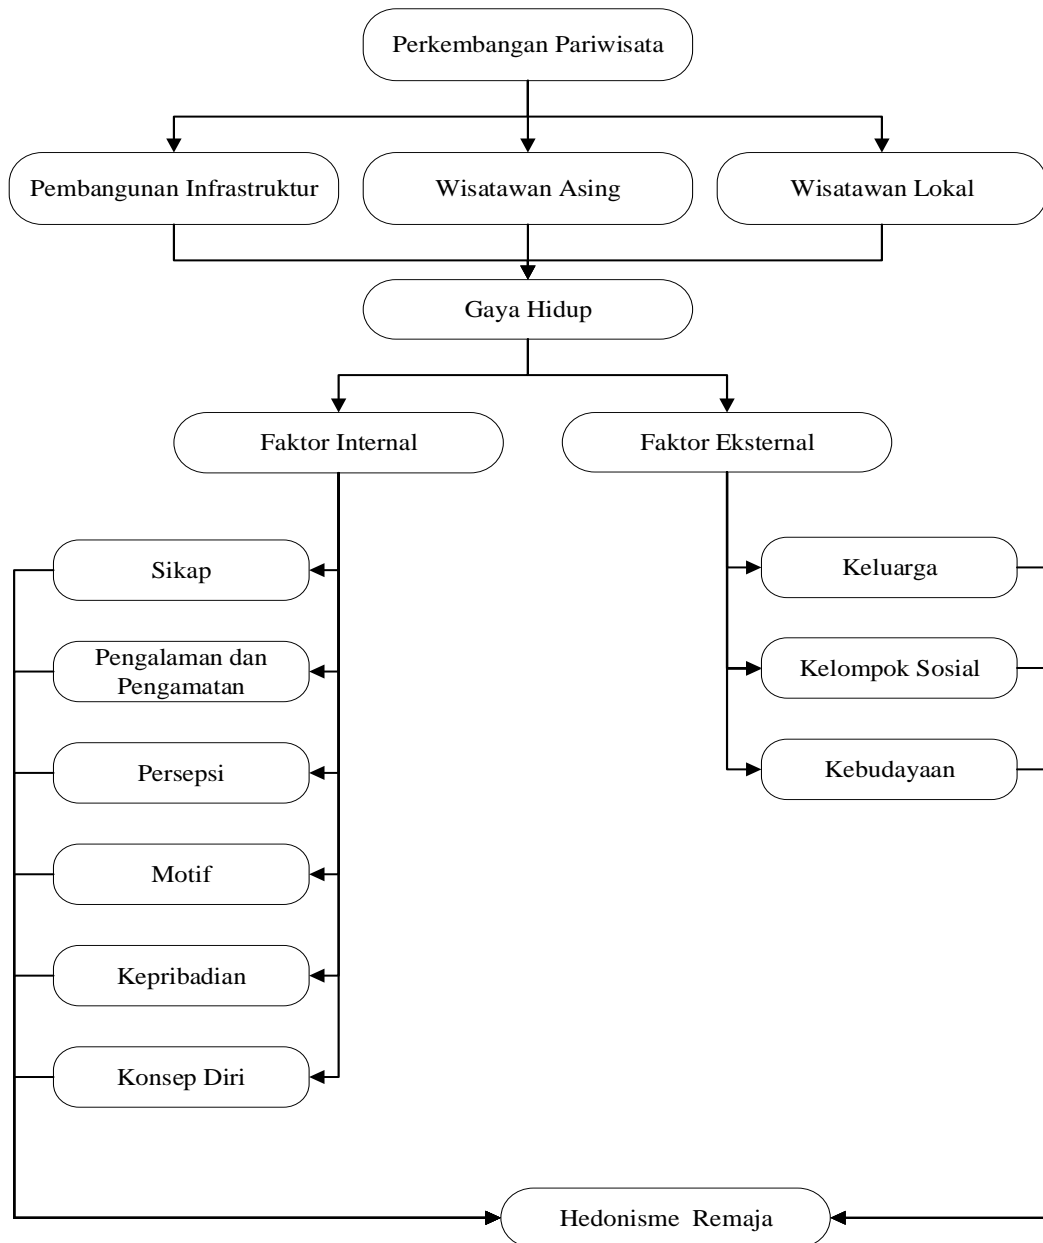 Perkembangan Pariwisata
Pembangunan Infrastruktur
Wisatawan Asing
Wisatawan Lokal
Gaya Hidup
Faktor Internal
Faktor Eksternal
Sikap
Keluarga
Pengalaman dan
Pengamatan
Kelompok Sosial
Persepsi
Kebudayaan
Motif
Kepribadian
Konsep Diri
Hedonisme Remaja